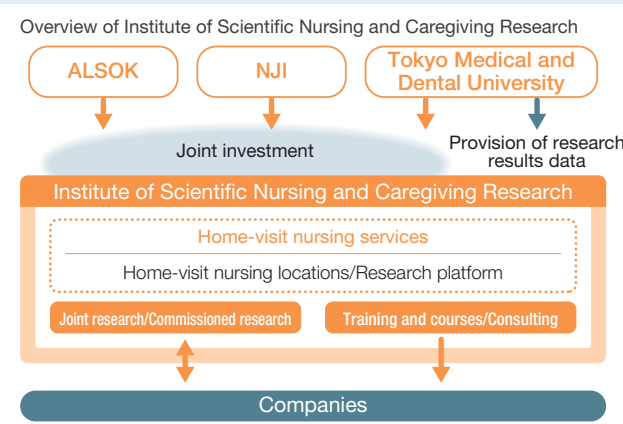 Overview of Institute of Scientific Nursing and Caregiving Research
ALSOK
NJI
Tokyo Medical and
Dental University
Joint investment
Provision of research
results data
Institute of Scientific Nursing and Caregiving Research
Home-visit nursing services
Home-visit nursing locations/Research platform
Joint research/Commissioned research
Training and courses/Consulting
Companies